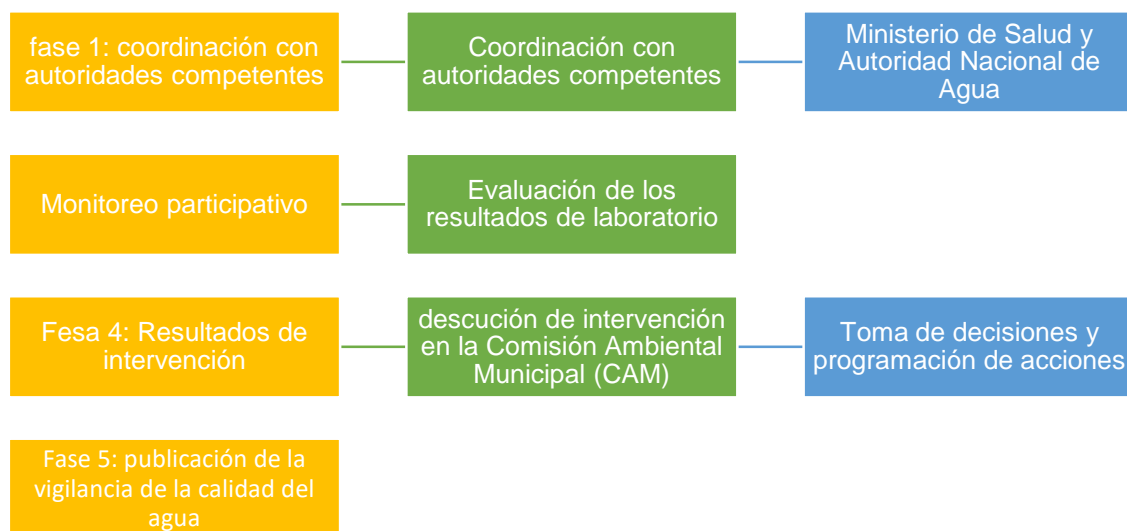 fase 1: coordinación con
autoridades competentes
Coordinación con
autoridades competentes
Ministerio de Salud y
Autoridad Nacional de
Agua
Monitoreo participativo
Evaluación de los
resultados de laboratorio
Fesa 4: Resultados de
intervención
descución de intervención
en la Comisión Ambiental
Municipal (CAM)
Toma de decisiones y
programación de acciones
Fase 5: publicación de la
vigilancia de la calidad del
agua